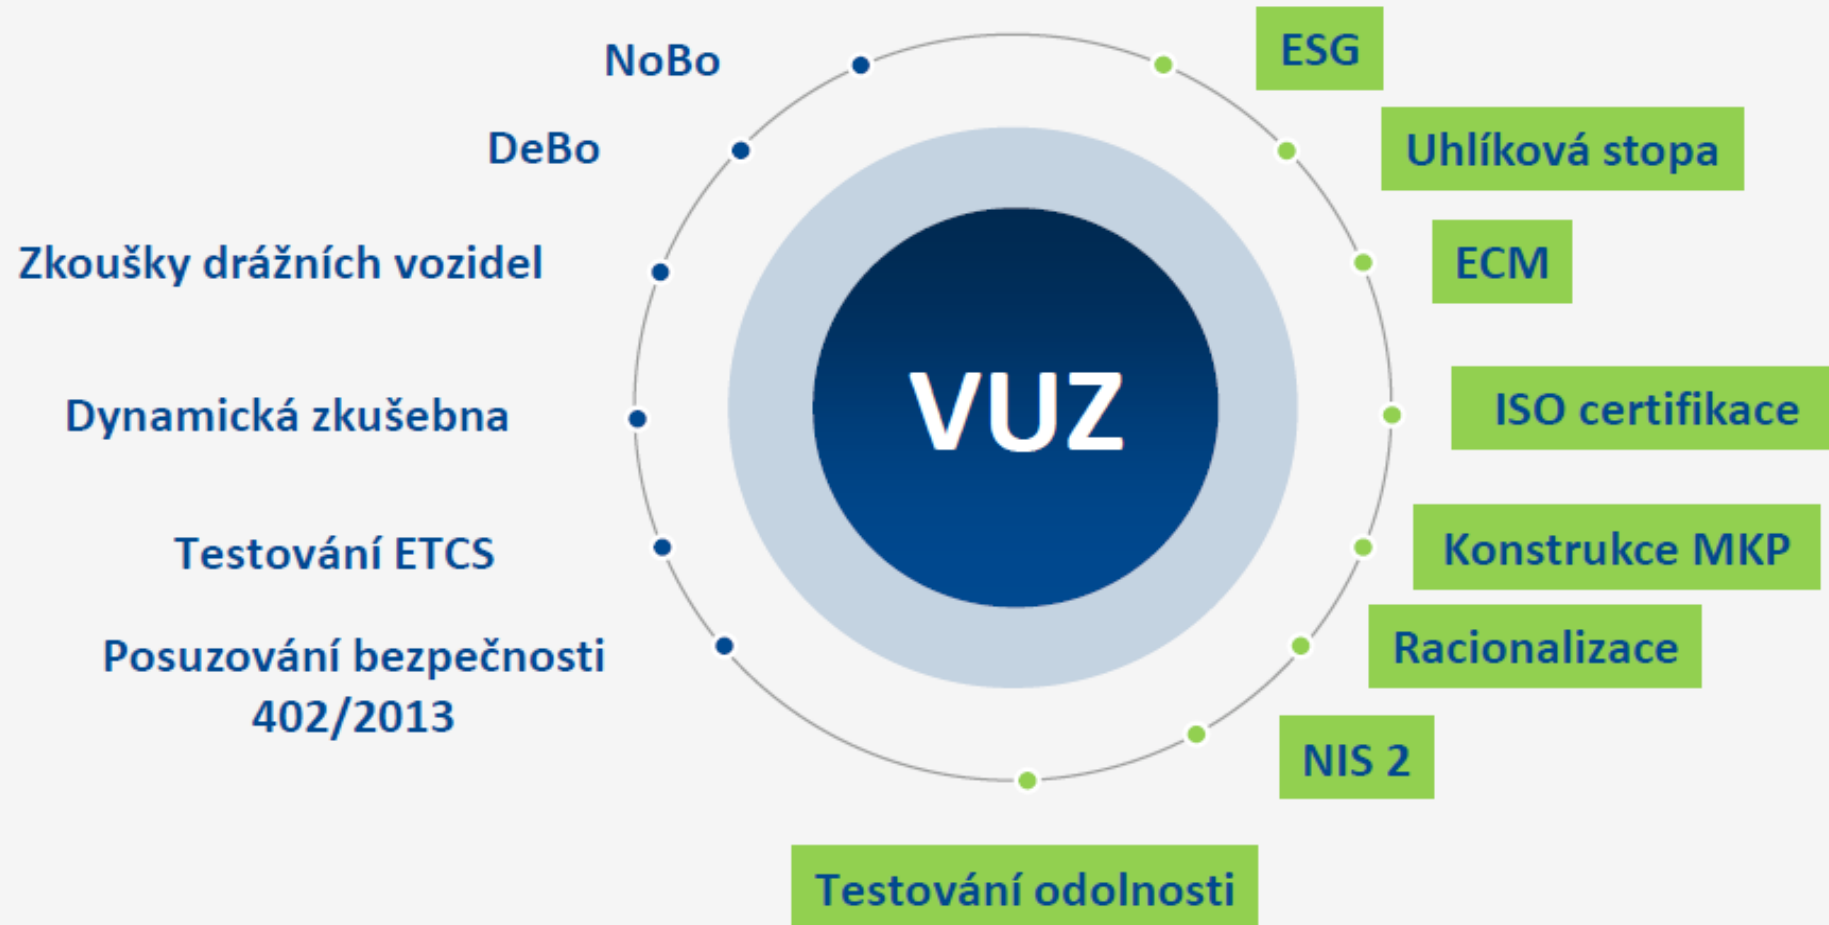 NoBo
DeBo
Zkoušky drážních vozidel
Dynamická zkušebna
Testování ETCS
Posuzování bezpečnosti
402/2013
VUZ
ESG
Uhlíková stopa
ECM
ISO certifikace
Konstrukce MKP
Racionalizace
NIS 2
Testování odolnosti